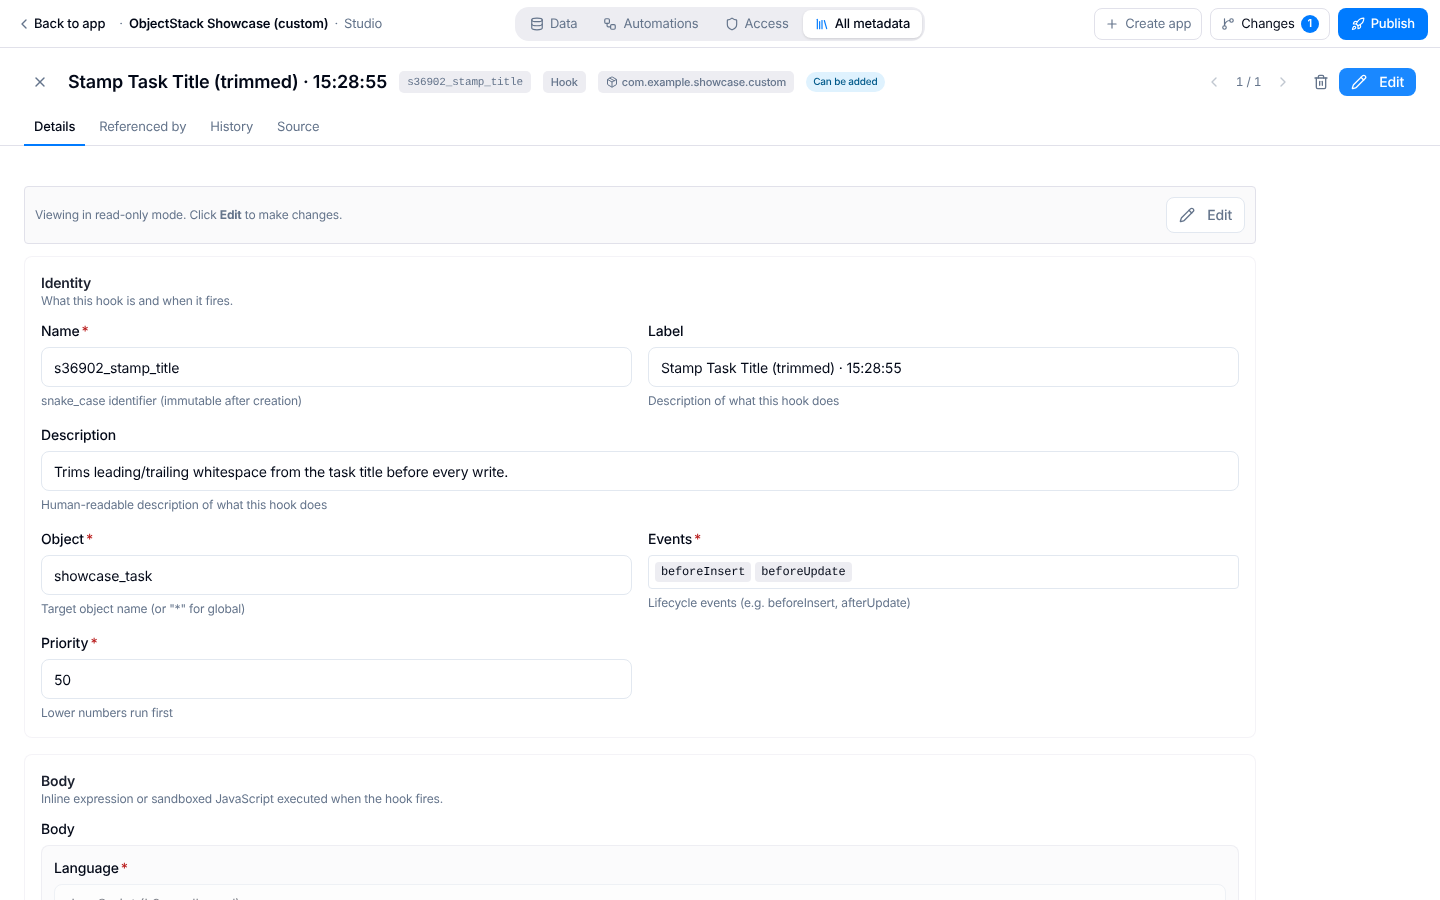 Back to app · ObjectStack Showcase (custom) · Studio
Data Automations Access All metadata
Create app Changes 1 Publish
Stamp Task Title (trimmed) · 15:28:55 s36902_stamp_title Hook com.example.showcase.custom Can be added 1 / 1 Edit
Details Referenced by History Source
Viewing in read-only mode. Click Edit to make changes. Edit
Identity
What this hook is and when it fires.
Name* Label
s36902_stamp_title Stamp Task Title (trimmed) · 15:28:55
snake_case identifier (immutable after creation) Description of what this hook does
Description
Trims leading/trailing whitespace from the task title before every write.
Human-readable description of what this hook does
Object* Events*
showcase_task beforeInsert beforeUpdate
Target object name (or "*" for global) Lifecycle events (e.g. beforeInsert, afterUpdate)
Priority*
50
Lower numbers run first
Body
Inline expression or sandboxed JavaScript executed when the hook fires.
Body
Language*